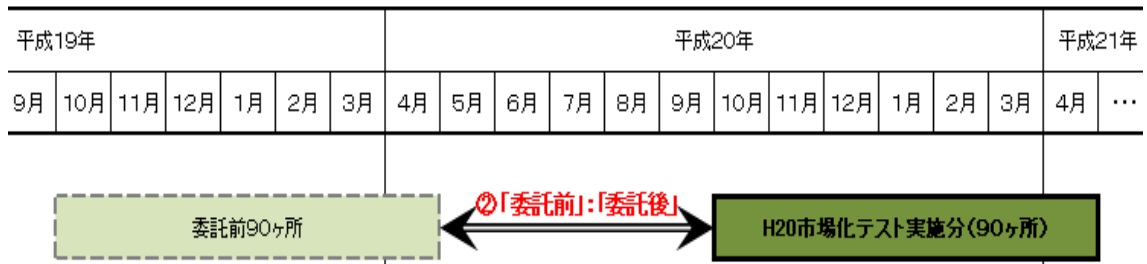 平成19年 平成20年 平成21年
9月 10月 11月 12月 1月 2月 3月 4月 5月 6月 7月 8月 9月 10月 11月 12月 1月 2月 3月 4月 …
②「委託前」:「委託後」
委託前90ヶ所 H20市場化テスト実施分(90ヶ所)